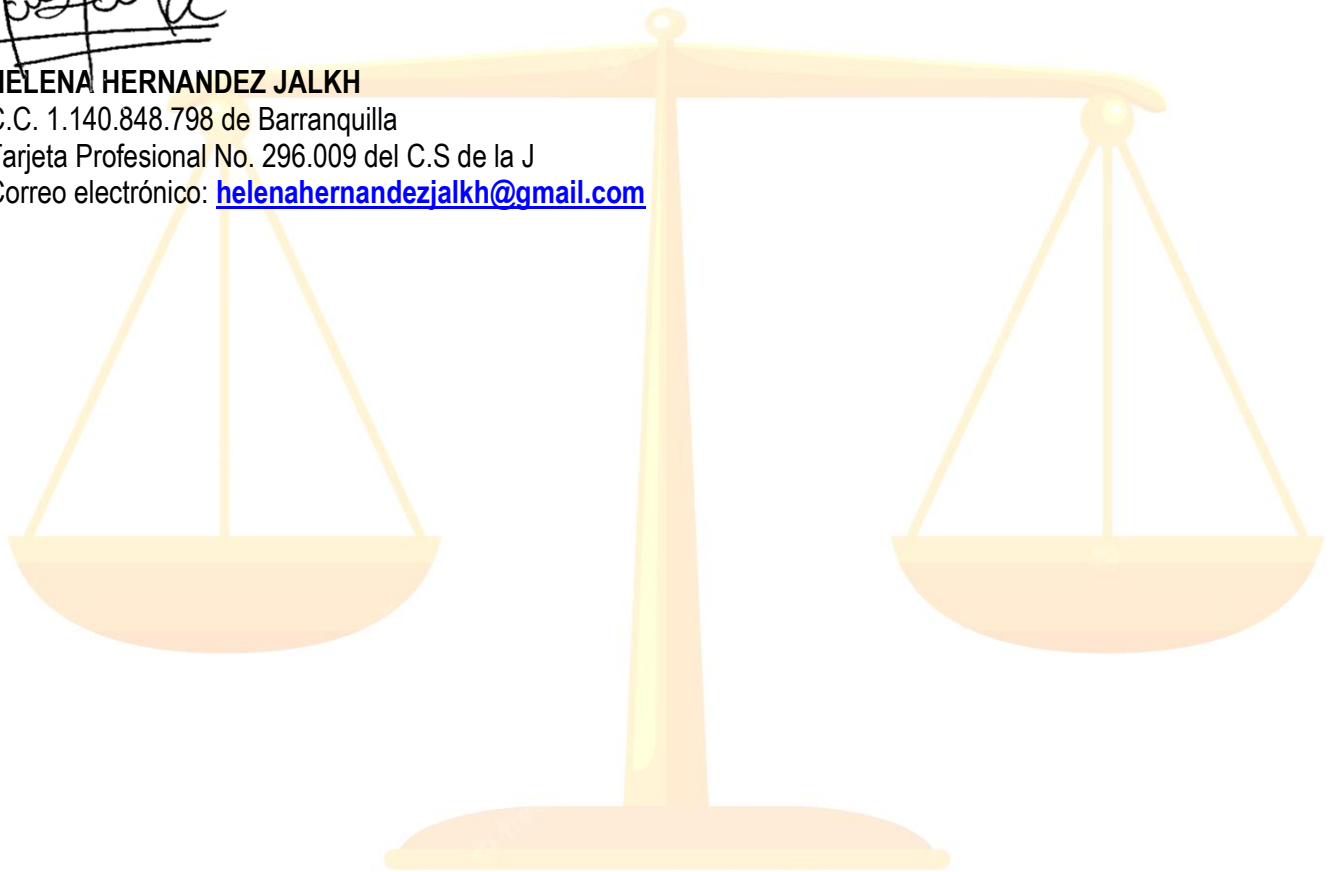 HELENA HERNANDEZ JALKH
C.C. 1.140.848.798 de Barranquilla
Tarjeta Profesional No. 296.009 del C.S de la J
Correo electrónico: helenahernandezjalkh@gmail.com